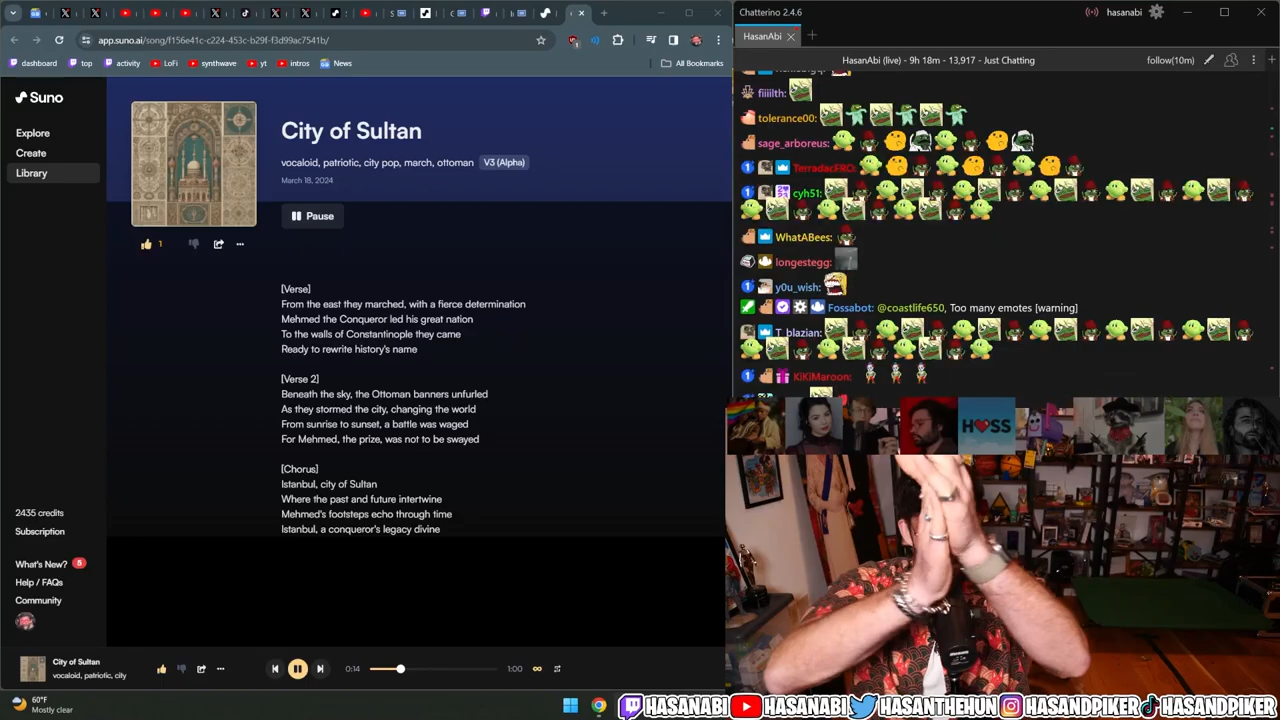 app.suno.ai/song/f156e41c-c224-453c-b29f-f3d99ac7541b/
dashboard
top
activity
LoFi
synthwave
yt
intros
News
All Bookmarks
Suno
Explore
Create
Library
City of Sultan
vocaloid, patriotic, city pop, march, ottoman
V3 (Alpha)
March 18, 2024
Pause
1
[Verse]
From the east they marched, with a fierce determination
Mehmed the Conqueror led his great nation
To the walls of Constantinople they came
Ready to rewrite history's name
[Verse 2]
Beneath the sky, the Ottoman banners unfurled
As they stormed the city, changing the world
From sunrise to sunset, a battle was waged
For Mehmed, the prize, was not to be swayed
[Chorus]
Istanbul, city of Sultan
Where the past and future intertwine
Mehmed's footsteps echo through time
Istanbul, a conqueror's legacy divine
2435 credits
Subscription
What's New?
5
Help / FAQs
Community
City of Sultan
vocaloid, patriotic, city
0:14
1:00
60°F
Mostly clear
Chatterino 2.4.6
hasanabi
HasanAbi
HasanAbi (live) - 9h 18m - 13,917 - Just Chatting
follow(10m)
fiiiilth:
tolerance00:
sage_arboreus:
TerradacFRO:
cyh51:
WhatABees:
longestegg:
y0u_wish:
Fossabot: @coastlife650, Too many emotes [warning]
T_blazian:
KiKiMaroon:
H SS
HASANABI
HASANABI
HASANTHEHUN
HASANDPIKER
HASANDPIKER